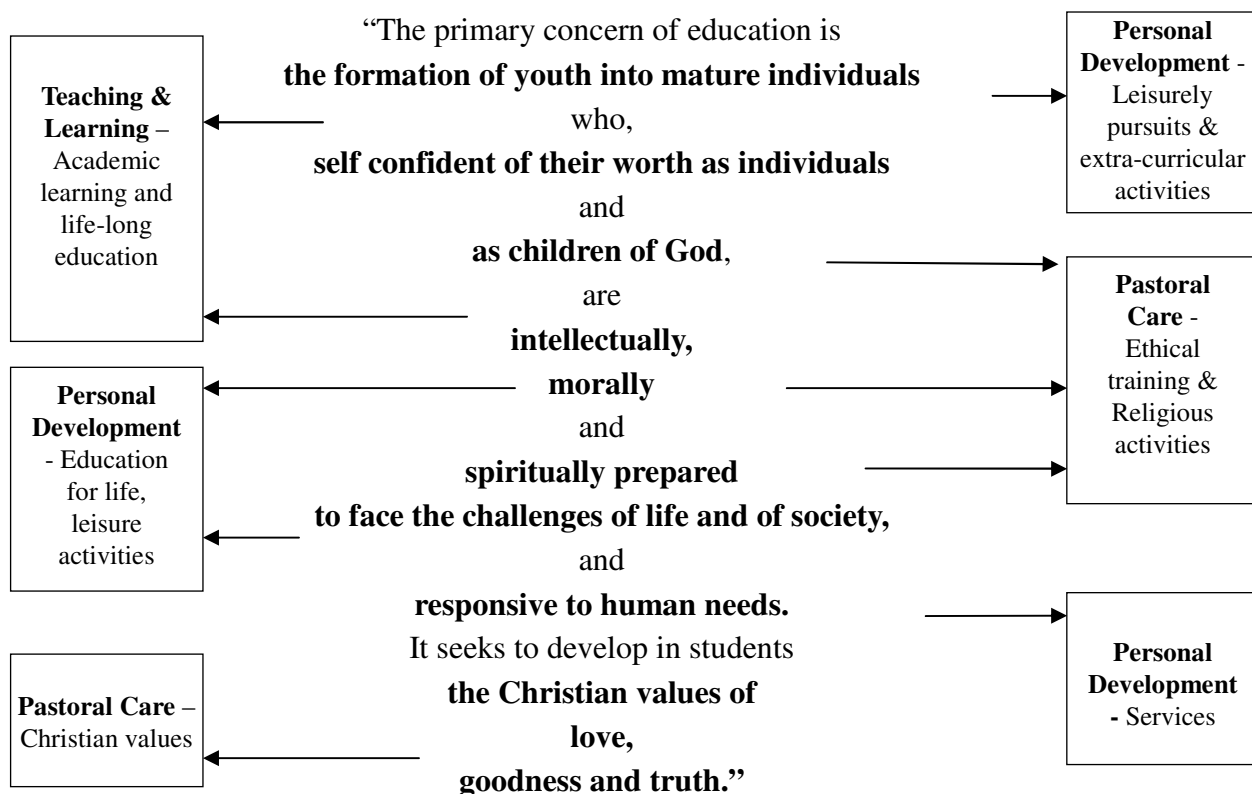 “The primary concern of education is
the formation of youth into mature individuals
who,
self confident of their worth as individuals
and
as children of God,
are
intellectually,
morally
and
spiritually prepared
to face the challenges of life and of society,
and
responsive to human needs.
It seeks to develop in students
the Christian values of
love,
goodness and truth.”
Teaching &
Learning –
Academic
learning and
life-long
education
Personal
Development
- Education
for life,
leisure
activities
Pastoral Care –
Christian values
Personal
Development -
Leisurely
pursuits &
extra-curricular
activities
Pastoral
Care -
Ethical
training &
Religious
activities
Personal
Development
- Services